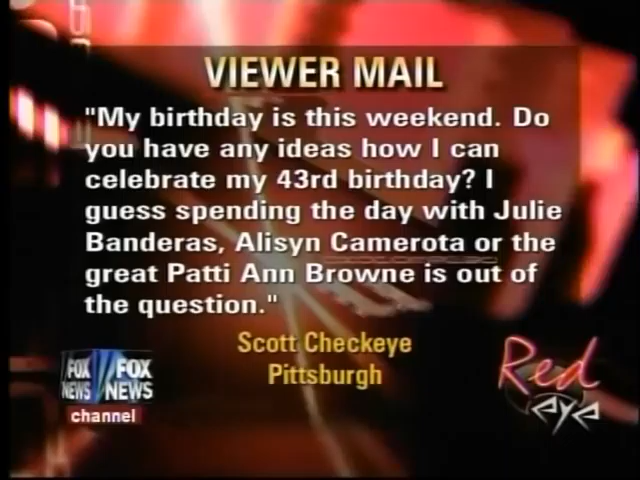 VIEWER MAIL
"My birthday is this weekend. Do
you have any ideas how I can
celebrate my 43rd birthday? I
guess spending the day with Julie
Banderas, Alisyn Camerota or the
great Patti Ann Browne is out of
the question."
Scott Checkeye
Pittsburgh
FOX NEWS FOX NEWS
channel
Red
eye